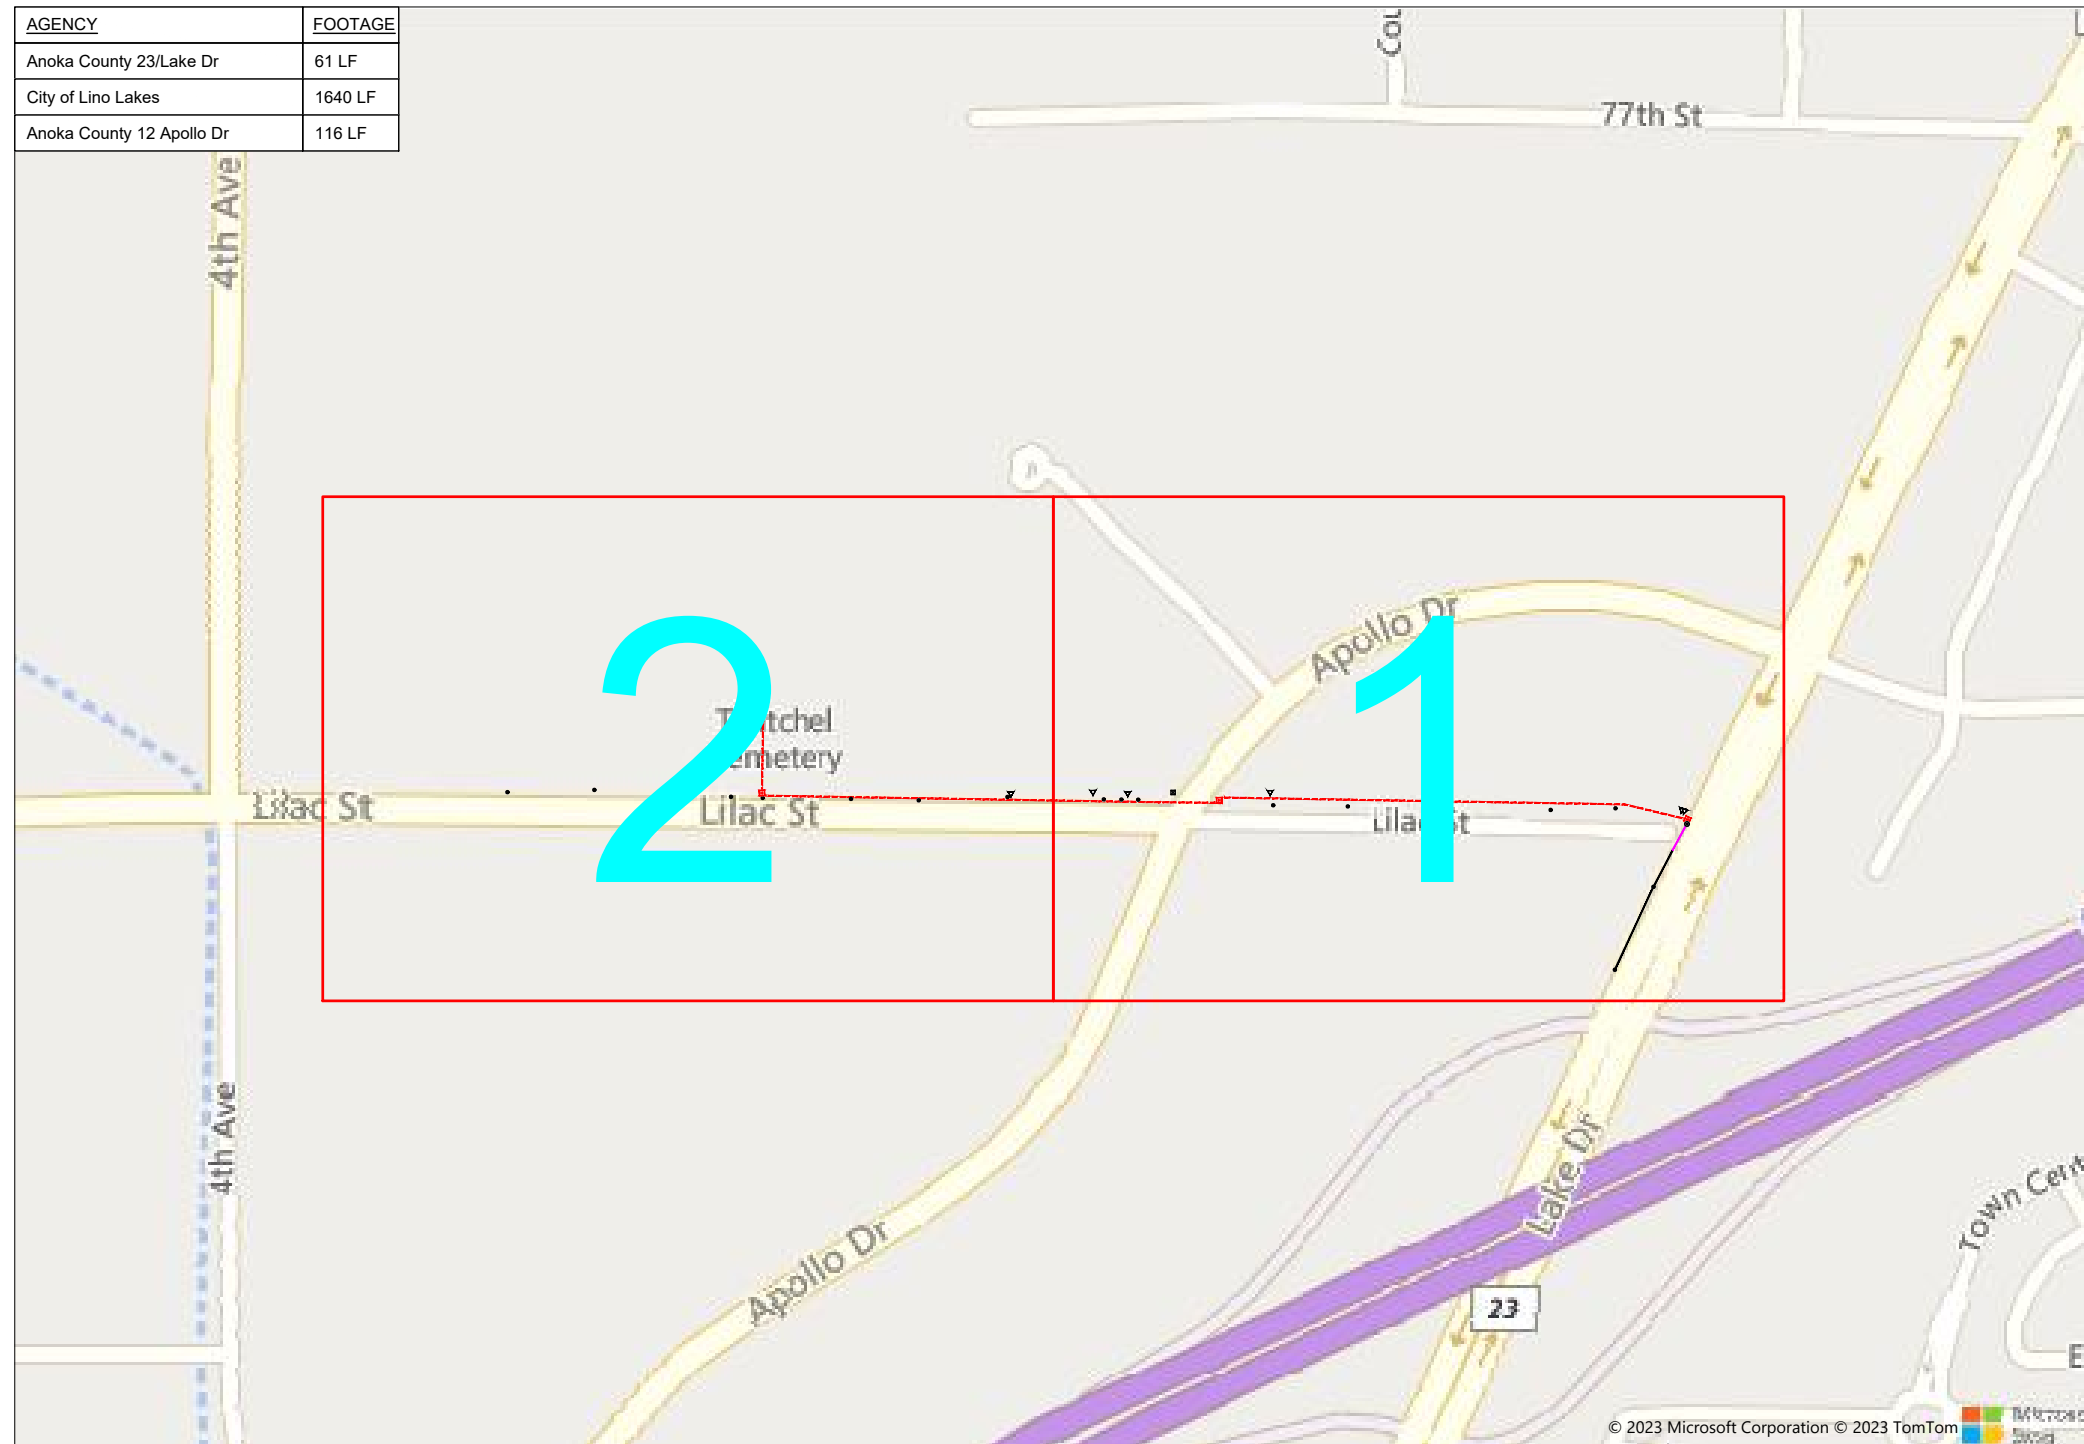 AGENCY FOOTAGE
Anoka County 23/Lake Dr 61 LF
City of Lino Lakes 1640 LF
Anoka County 12 Apollo Dr 116 LF
77th St
4th Ave
Apollo Dr
2
1
Lilac St
Lilac St
Lilac St
4th Ave
Apollo Dr
Lake Dr
23
© 2023 Microsoft Corporation © 2023 TomTom